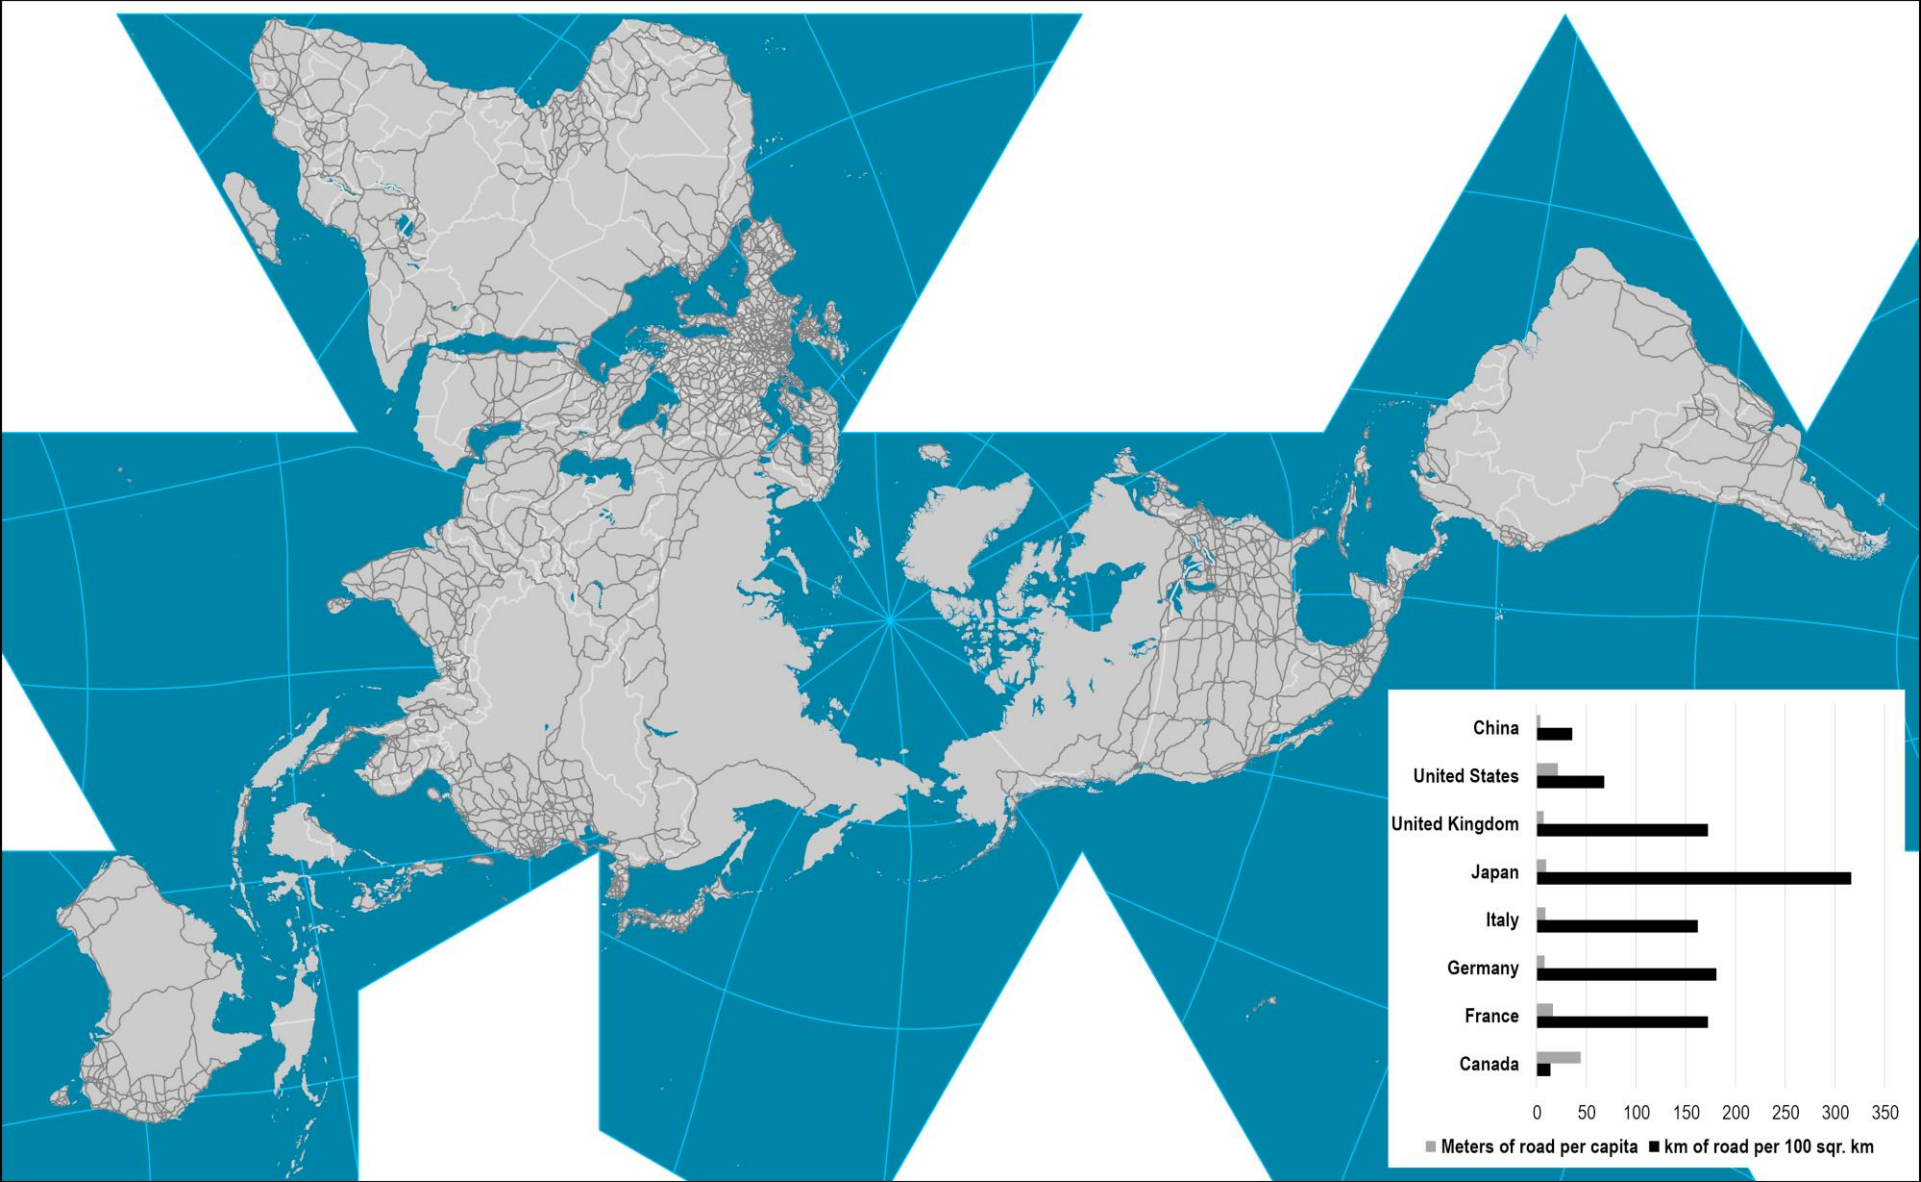 China
United States
United Kingdom
Japan
Italy
Germany
France
Canada
0 50 100 150 200 250 300 350
Meters of road per capita km of road per 100 sqr. km